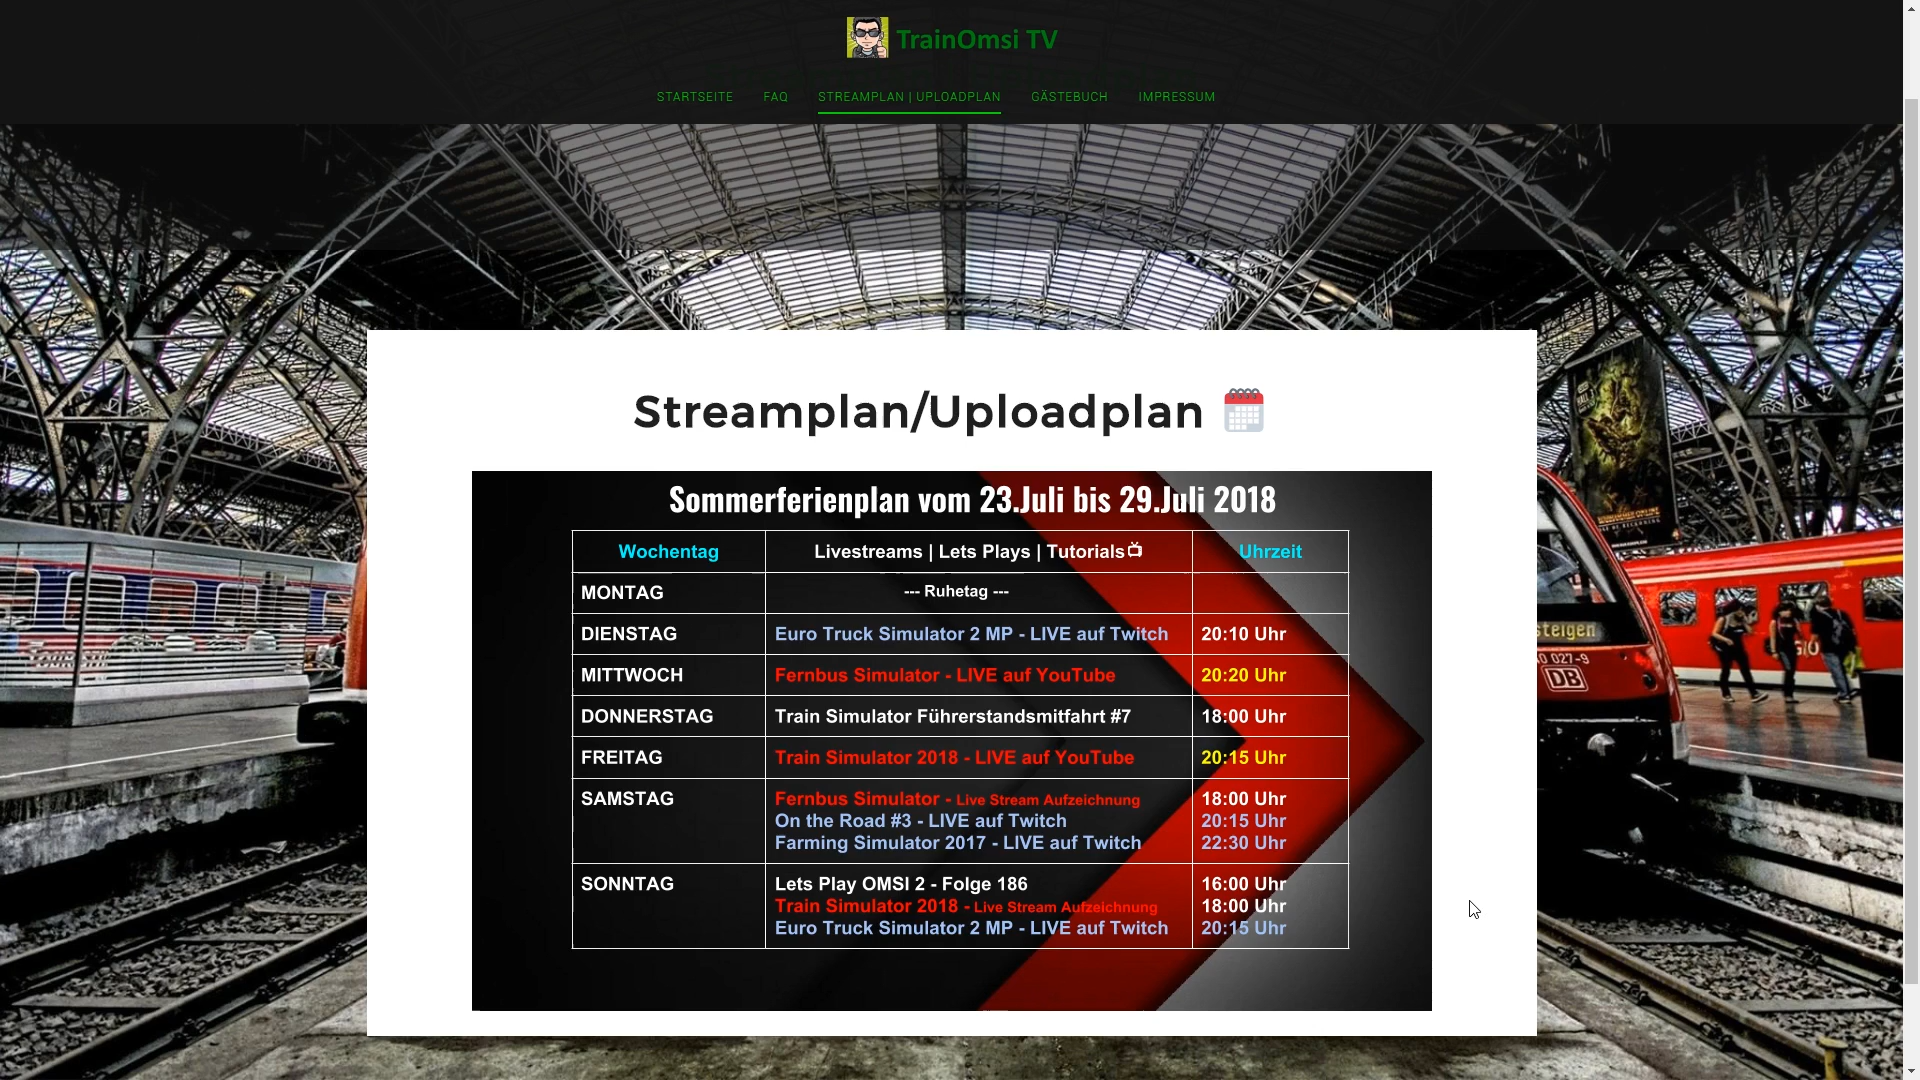 TrainOmsi TV
STARTSEITE FAQ STREAMPLAN | UPLOADPLAN GÄSTEBUCH IMPRESSUM
Streamplan/Uploadplan
Sommerferienplan vom 23.Juli bis 29.Juli 2018
Wochentag Livestreams | Lets Plays | Tutorials Uhrzeit
MONTAG --- Ruhetag ---
DIENSTAG Euro Truck Simulator 2 MP - LIVE auf Twitch 20:10 Uhr
MITTWOCH Fernbus Simulator - LIVE auf YouTube 20:20 Uhr
DONNERSTAG Train Simulator Führerstandsmitfahrt #7 18:00 Uhr
FREITAG Train Simulator 2018 - LIVE auf YouTube 20:15 Uhr
SAMSTAG Fernbus Simulator - Live Stream Aufzeichnung 18:00 Uhr
On the Road #3 - LIVE auf Twitch 20:15 Uhr
Farming Simulator 2017 - LIVE auf Twitch 22:30 Uhr
SONNTAG Lets Play OMSI 2 - Folge 186 16:00 Uhr
Train Simulator 2018 - Live Stream Aufzeichnung 18:00 Uhr
Euro Truck Simulator 2 MP - LIVE auf Twitch 20:15 Uhr
steigen
027-9
DB